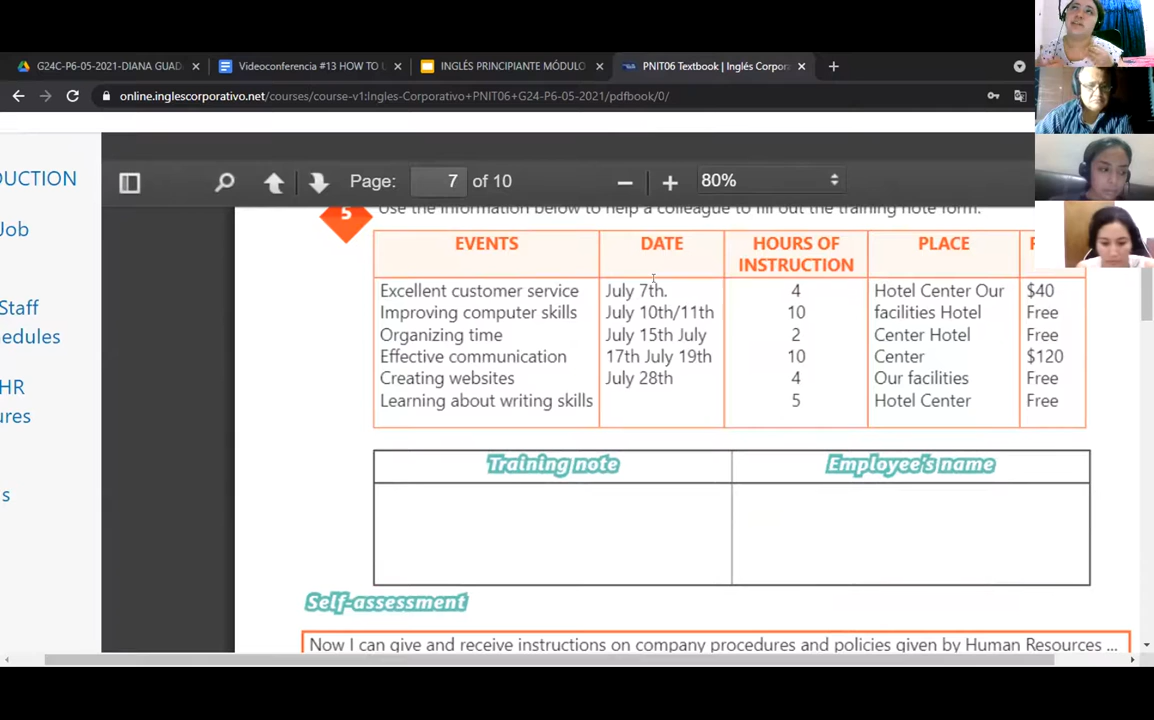 G24C-P6-05-2021-DIANA GUAD
Videoconferencia #13 HOW TO U
INGLÉS PRINCIPIANTE MÓDULO
PNIT06 Textbook | Inglés Corpor
online.inglescorporativo.net/courses/course-v1:Ingles-Corporativo+PNIT06+G24-P6-05-2021/pdfbook/0/
DUCTION
Job
Staff
edules
HR
ures
s
Page: 7 of 10
80%
5 Use the information below to help a colleague to fill out the training note form.
EVENTS DATE HOURS OF INSTRUCTION PLACE F
Excellent customer service July 7th. 4 Hotel Center Our $40
Improving computer skills July 10th/11th 10 facilities Hotel Free
Organizing time July 15th July 2 Center Hotel Free
Effective communication 17th July 19th 10 Center $120
Creating websites July 28th 4 Our facilities Free
Learning about writing skills 5 Hotel Center Free
Training note Employee's name
Self-assessment
Now I can give and receive instructions on company procedures and policies given by Human Resources ...